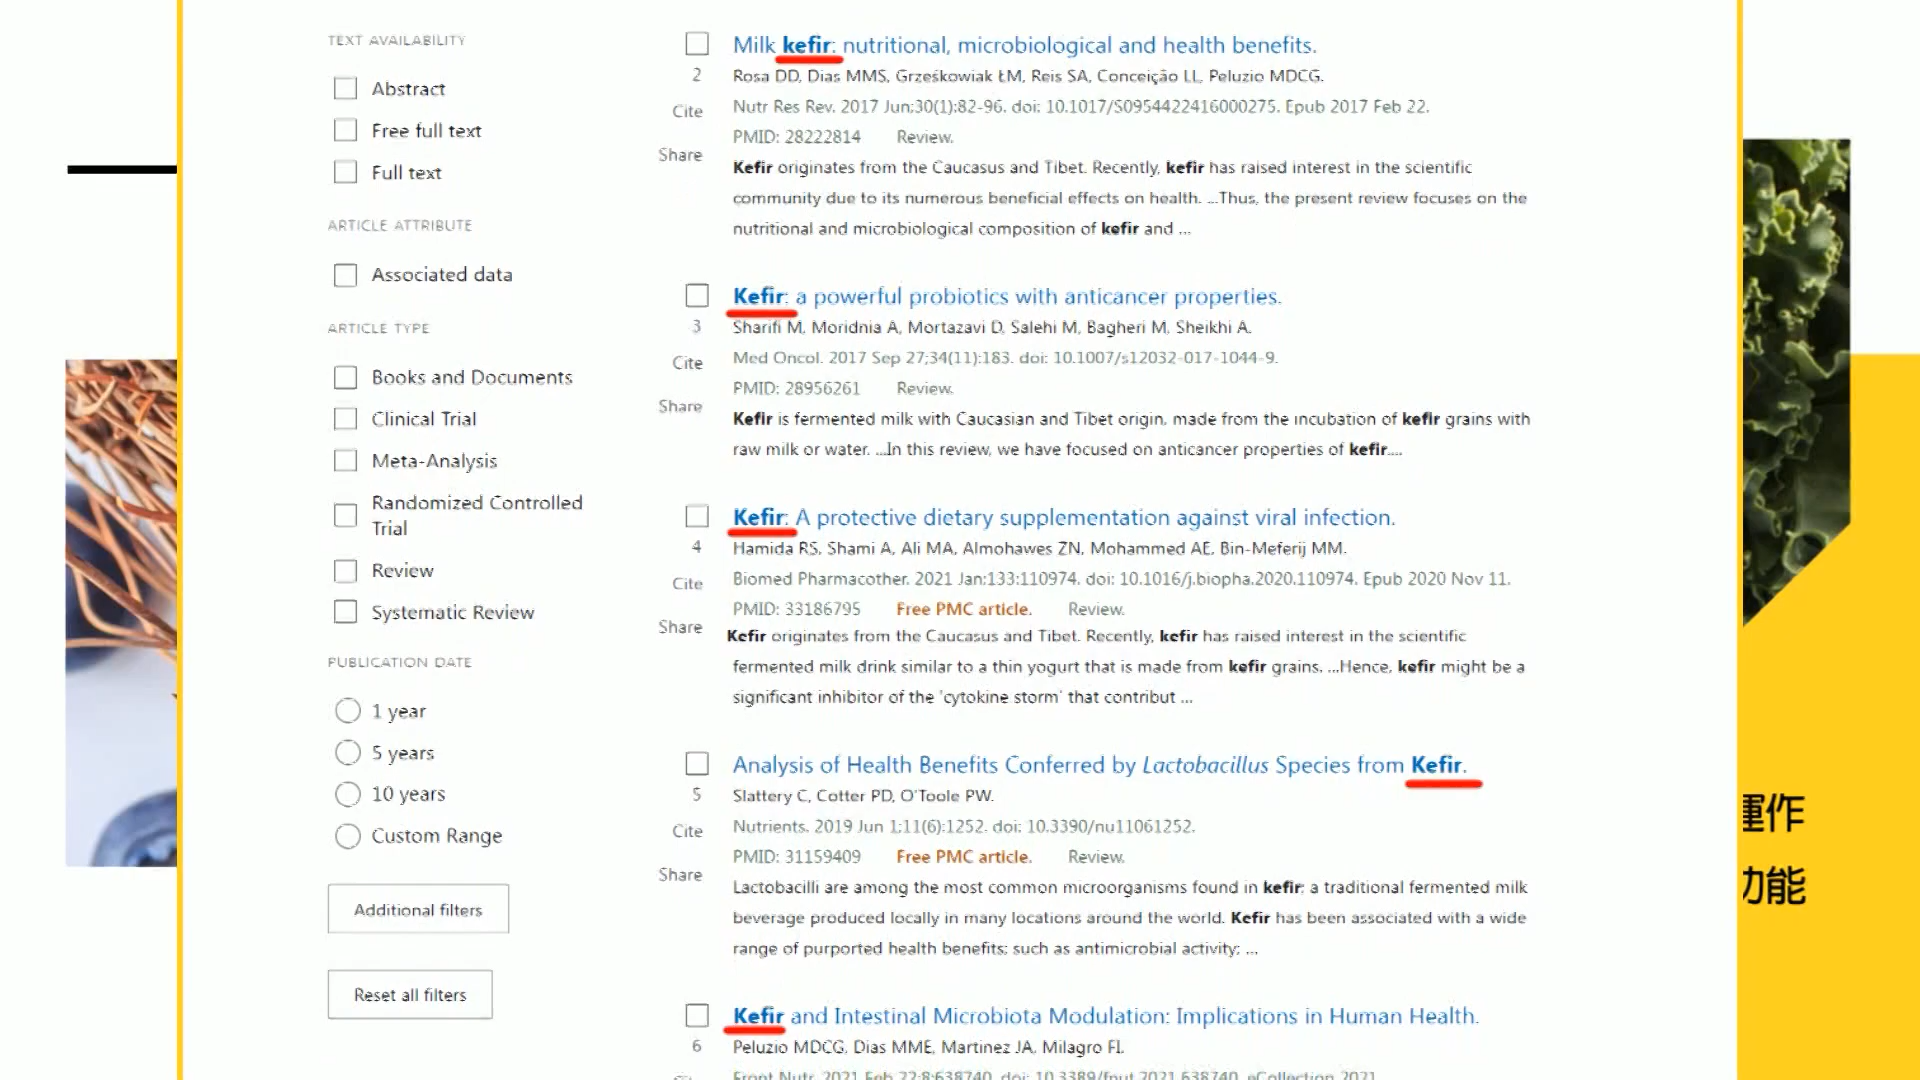 TEXT AVAILABILITY
Abstract
Free full text
Full text
ARTICLE ATTRIBUTE
Associated data
ARTICLE TYPE
Books and Documents
Clinical Trial
Meta-Analysis
Randomized Controlled
Trial
Review
Systematic Review
PUBLICATION DATE
1 year
5 years
10 years
Custom Range
Additional filters
Reset all filters
Milk kefir: nutritional, microbiological and health benefits.
2
Cite
Share
Rosa DD, Dias MMS, Grześkowiak ŁM, Reis SA, Conceição LL, Peluzio MDCG.
Nutr Res Rev. 2017 Jun;30(1):82-96. doi: 10.1017/S0954422416000275. Epub 2017 Feb 22.
PMID: 28222814 Review.
Kefir originates from the Caucasus and Tibet. Recently, kefir has raised interest in the scientific
community due to its numerous beneficial effects on health. ...Thus, the present review focuses on the
nutritional and microbiological composition of kefir and ...
Kefir: a powerful probiotics with anticancer properties.
3
Cite
Share
Sharifi M, Moridnia A, Mortazavi D, Salehi M, Bagheri M, Sheikhi A.
Med Oncol. 2017 Sep 27;34(11):183. doi: 10.1007/s12032-017-1044-9.
PMID: 28956261 Review.
Kefir is fermented milk with Caucasian and Tibet origin, made from the incubation of kefir grains with
raw milk or water. ...In this review, we have focused on anticancer properties of kefir....
Kefir: A protective dietary supplementation against viral infection.
4
Cite
Share
Hamida RS, Shami A, Ali MA, Almohawes ZN, Mohammed AE, Bin-Meferij MM.
Biomed Pharmacother. 2021 Jan;133:110974. doi: 10.1016/j.biopha.2020.110974. Epub 2020 Nov 11.
PMID: 33186795 Free PMC article. Review.
Kefir originates from the Caucasus and Tibet. Recently, kefir has raised interest in the scientific
fermented milk drink similar to a thin yogurt that is made from kefir grains. ...Hence, kefir might be a
significant inhibitor of the 'cytokine storm' that contribut ...
Analysis of Health Benefits Conferred by Lactobacillus Species from Kefir.
5
Cite
Share
Slattery C, Cotter PD, O'Toole PW.
Nutrients. 2019 Jun 1;11(6):1252. doi: 10.3390/nu11061252.
PMID: 31159409 Free PMC article. Review.
Lactobacilli are among the most common microorganisms found in kefir; a traditional fermented milk
beverage produced locally in many locations around the world. Kefir has been associated with a wide
range of purported health benefits; such as antimicrobial activity; ...
Kefir and Intestinal Microbiota Modulation: Implications in Human Health.
6
Peluzio MDCG, Dias MME, Martinez JA, Milagro FI.
Front Nutr. 2021 Feb 22;8:638740. doi: 10.3389/fnut.2021.638740. eCollection 2021.
運作
功能